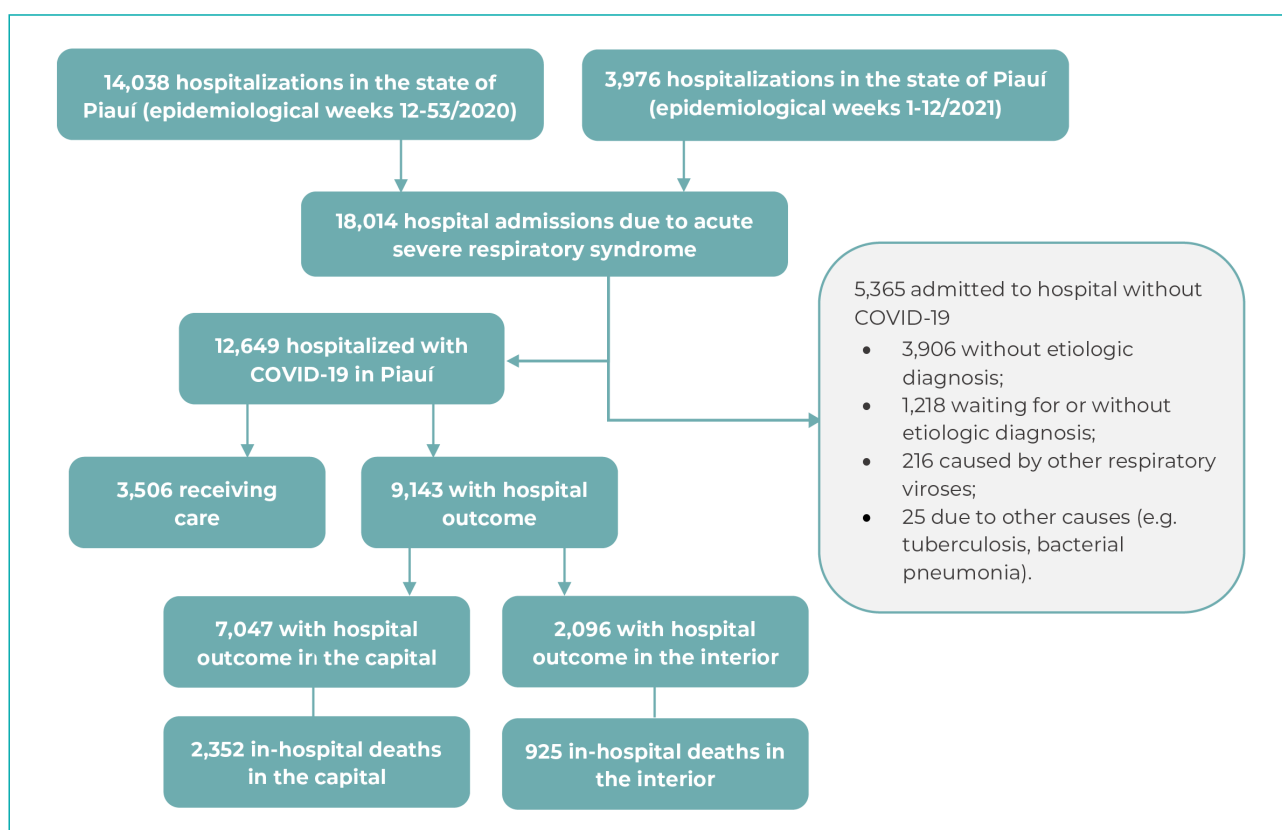 14,038 hospitalizations in the state of
Piauí (epidemiological weeks 12-53/2020)
3,976 hospitalizations in the state of Piauí
(epidemiological weeks 1-12/2021)
18,014 hospital admissions due to acute
severe respiratory syndrome
5,365 admitted to hospital without
COVID-19
• 3,906 without etiologic
diagnosis;
• 1,218 waiting for or without
etiologic diagnosis;
• 216 caused by other respiratory
viroses;
• 25 due to other causes (e.g.
tuberculosis, bacterial
pneumonia).
12,649 hospitalized with
COVID-19 in Piauí
3,506 receiving
care
9,143 with hospital
outcome
7,047 with hospital
outcome in the capital
2,096 with hospital
outcome in the interior
2,352 in-hospital deaths
in the capital
925 in-hospital deaths in
the interior